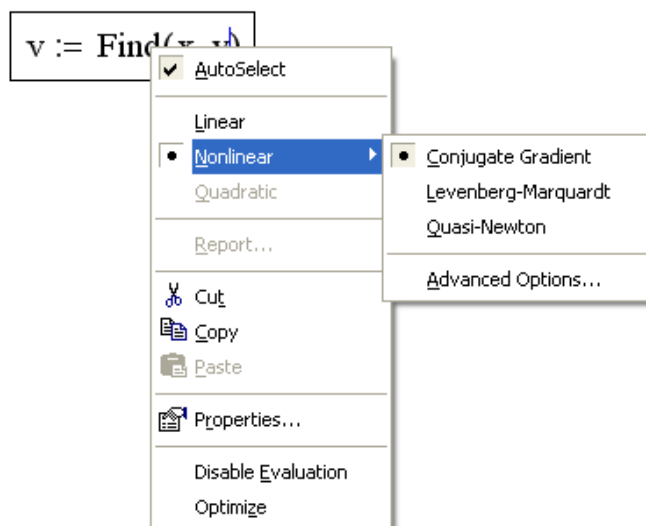 v := Find(x, y)
AutoSelect
Linear
Nonlinear
Quadratic
Report...
Cut
Copy
Paste
Properties...
Disable Evaluation
Optimize
Conjugate Gradient
Levenberg-Marquardt
Quasi-Newton
Advanced Options...